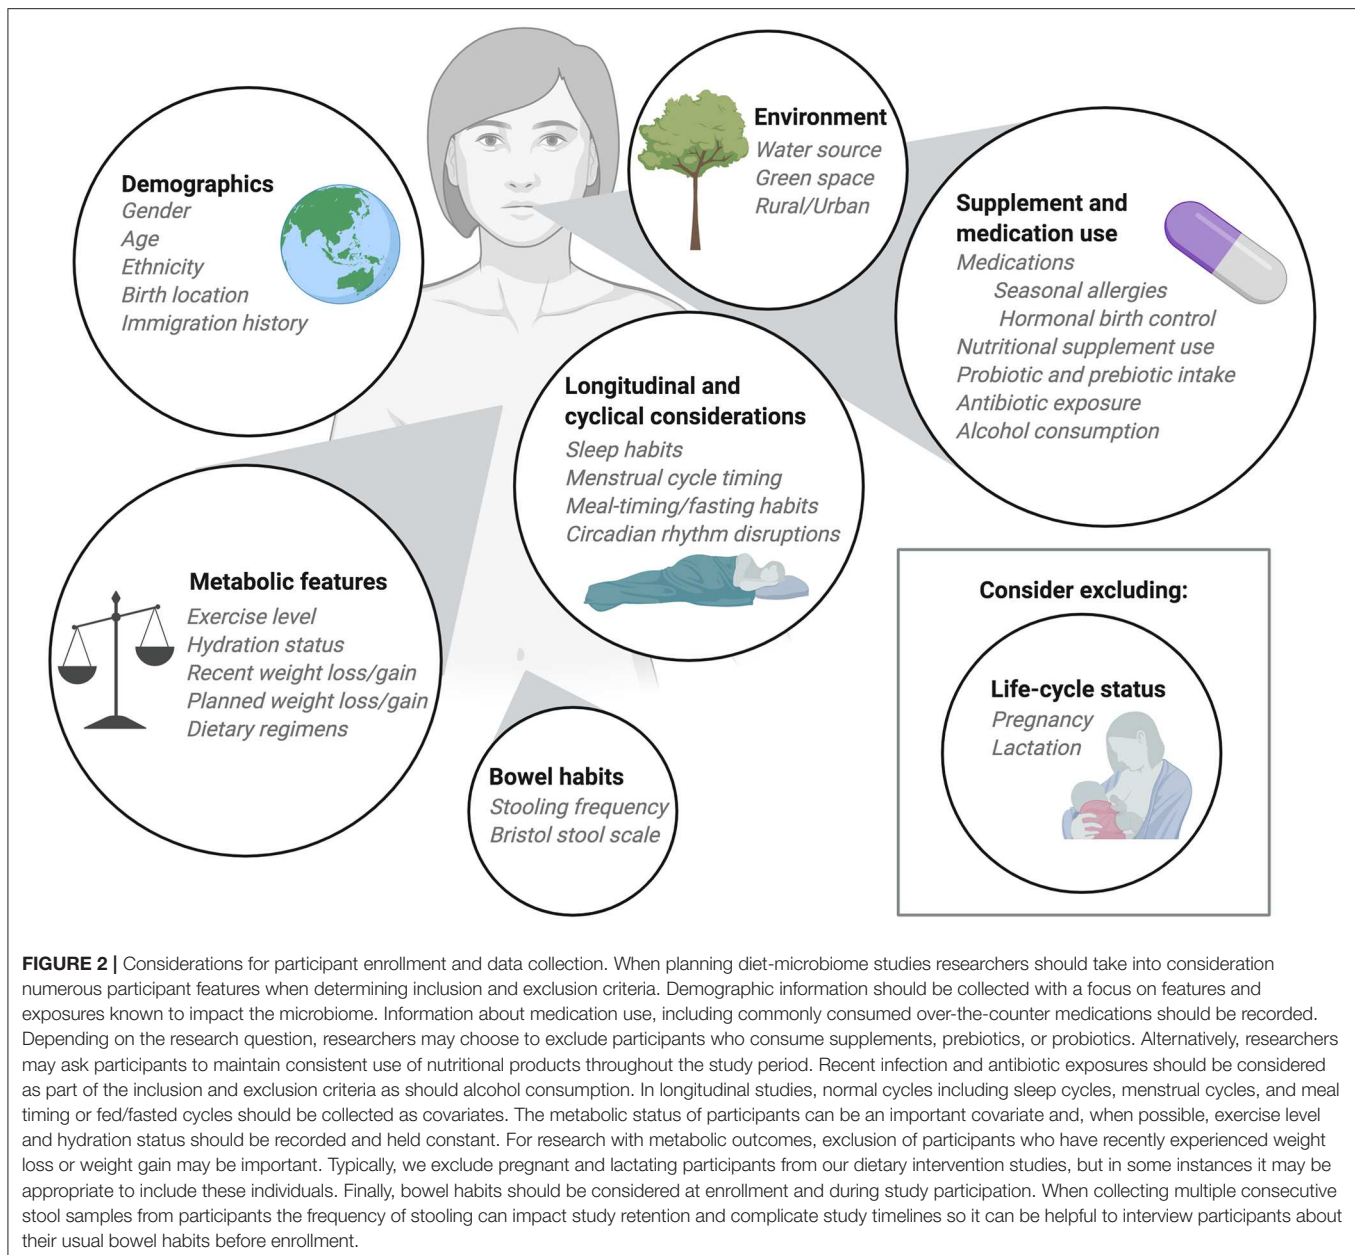 Demographics
Gender
Age
Ethnicity
Birth location
Immigration history
Environment
Water source
Green space
Rural/Urban
Supplement and
medication use
Medications
Seasonal allergies
Hormonal birth control
Nutritional supplement use
Probiotic and prebiotic intake
Antibiotic exposure
Alcohol consumption
Longitudinal and
cyclical considerations
Sleep habits
Menstrual cycle timing
Meal-timing/fasting habits
Circadian rhythm disruptions
Metabolic features
Exercise level
Hydration status
Recent weight loss/gain
Planned weight loss/gain
Dietary regimens
Bowel habits
Stooling frequency
Bristol stool scale
Consider excluding:
Life-cycle status
Pregnancy
Lactation
FIGURE 2 | Considerations for participant enrollment and data collection. When planning diet-microbiome studies researchers should take into consideration
numerous participant features when determining inclusion and exclusion criteria. Demographic information should be collected with a focus on features and
exposures known to impact the microbiome. Information about medication use, including commonly consumed over-the-counter medications should be recorded.
Depending on the research question, researchers may choose to exclude participants who consume supplements, prebiotics, or probiotics. Alternatively, researchers
may ask participants to maintain consistent use of nutritional products throughout the study period. Recent infection and antibiotic exposures should be considered
as part of the inclusion and exclusion criteria as should alcohol consumption. In longitudinal studies, normal cycles including sleep cycles, menstrual cycles, and meal
timing or fed/fasted cycles should be collected as covariates. The metabolic status of participants can be an important covariate and, when possible, exercise level
and hydration status should be recorded and held constant. For research with metabolic outcomes, exclusion of participants who have recently experienced weight
loss or weight gain may be important. Typically, we exclude pregnant and lactating participants from our dietary intervention studies, but in some instances it may be
appropriate to include these individuals. Finally, bowel habits should be considered at enrollment and during study participation. When collecting multiple consecutive
stool samples from participants the frequency of stooling can impact study retention and complicate study timelines so it can be helpful to interview participants about
their usual bowel habits before enrollment.